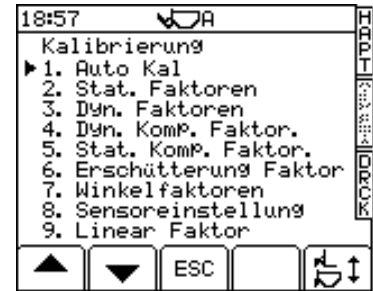 18:57 A
Kalibrierung
1. Auto Kal
2. Stat. Faktoren
3. Dyn. Faktoren
4. Dyn. Komp. Faktor.
5. Stat. Komp. Faktor.
6. Erschütterung Faktor
7. Winkelfaktoren
8. Sensoreinstellung
9. Linear Faktor
ESC
HAPT
DRCK